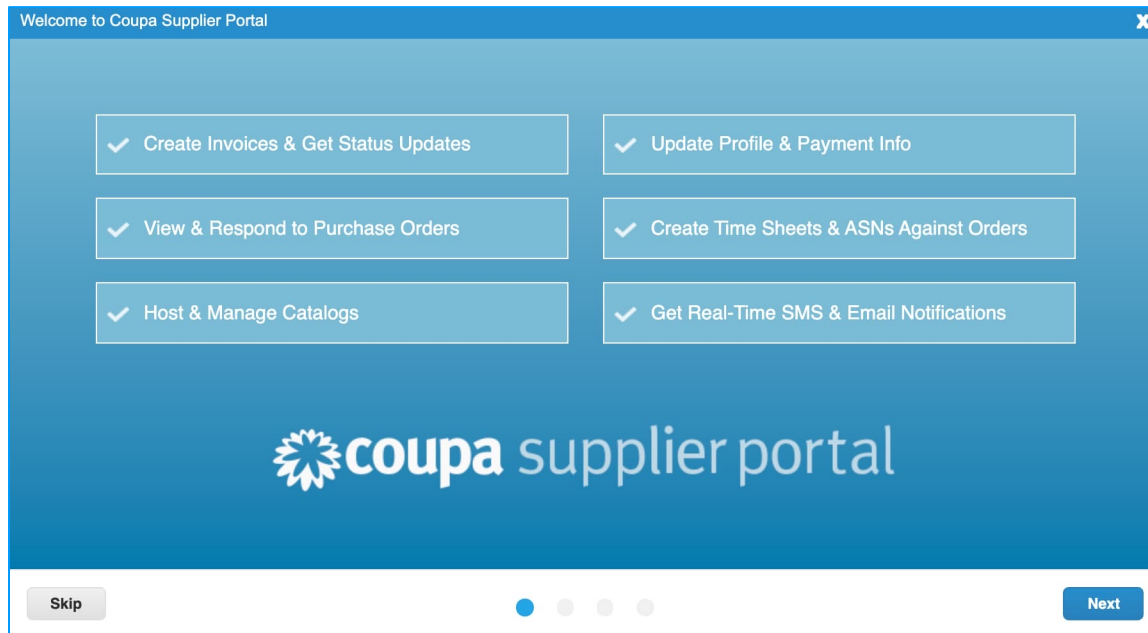 Welcome to Coupa Supplier Portal
X
Create Invoices & Get Status Updates
Update Profile & Payment Info
View & Respond to Purchase Orders
Create Time Sheets & ASNs Against Orders
Host & Manage Catalogs
Get Real-Time SMS & Email Notifications
coupa supplier portal
Skip
Next